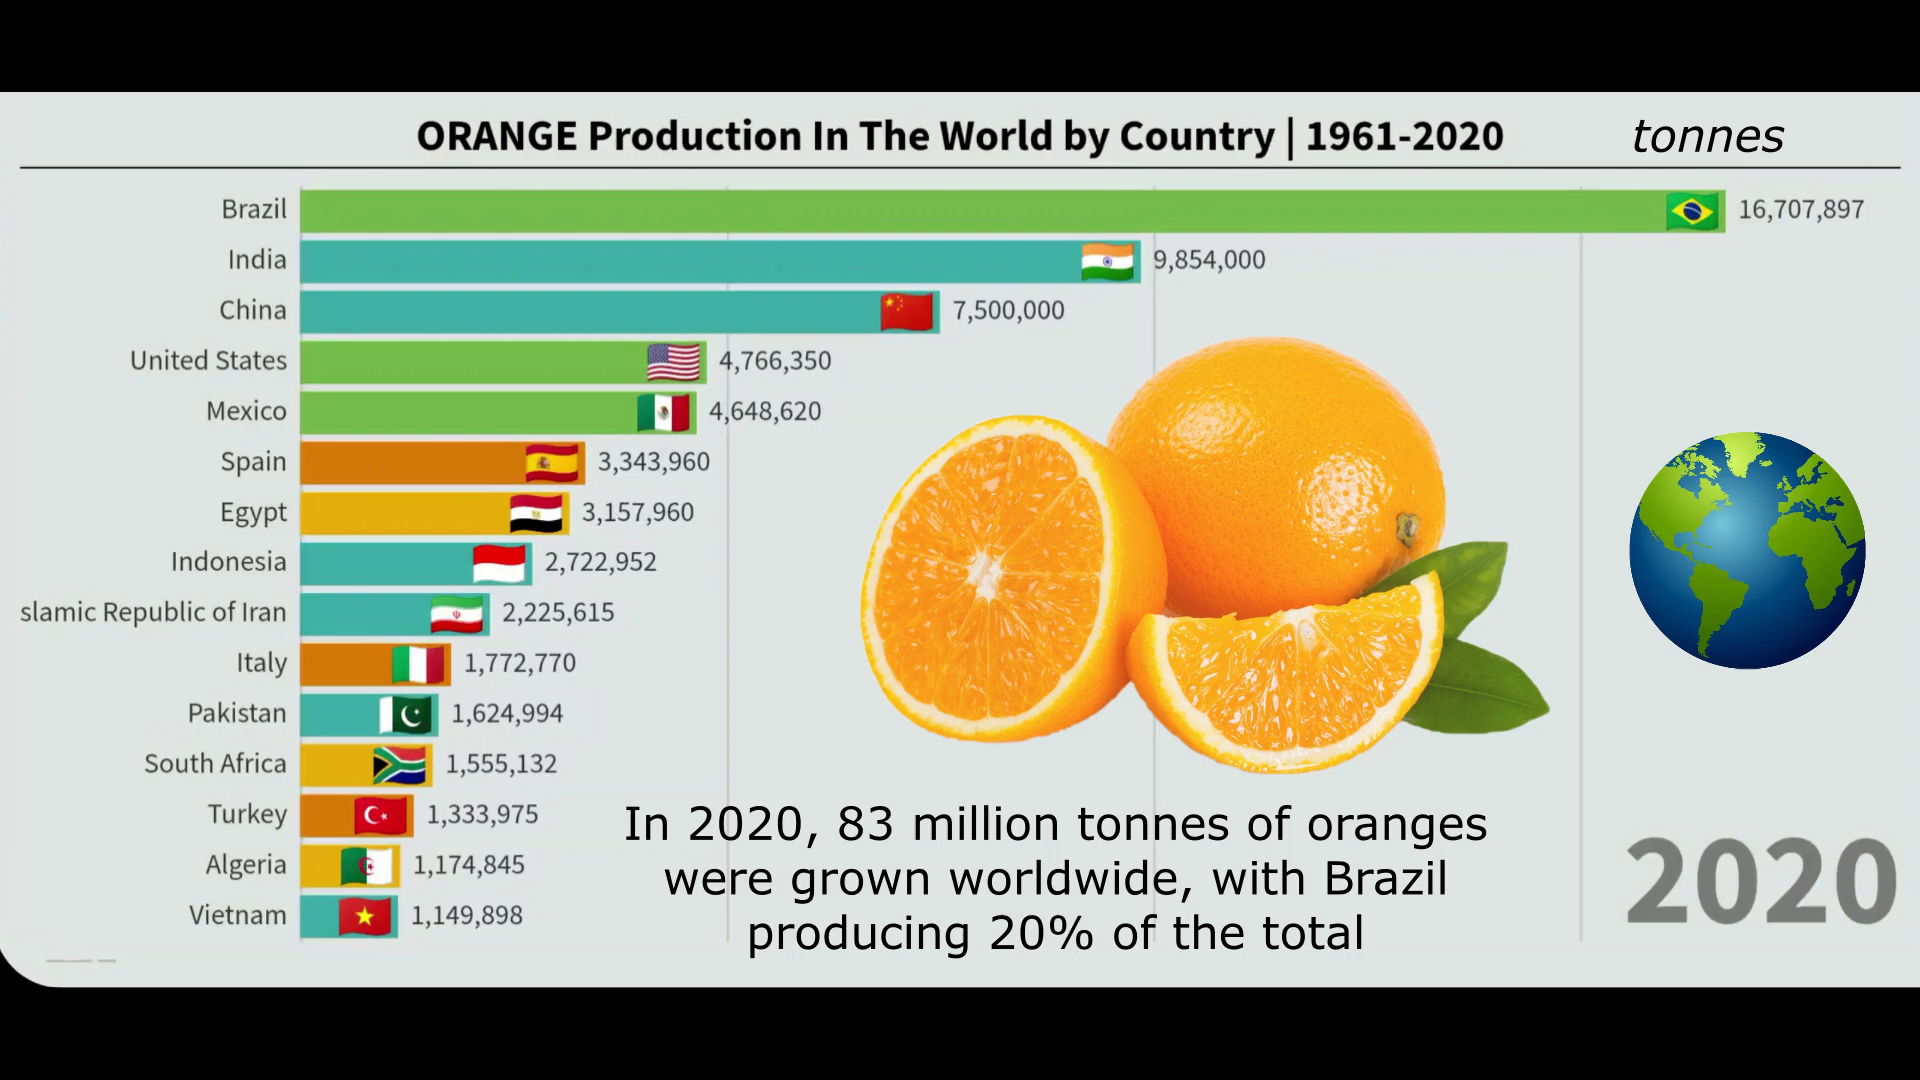 ORANGE Production In The World by Country | 1961-2020 tonnes
Brazil 16,707,897
India 9,854,000
China 7,500,000
United States 4,766,350
Mexico 4,648,620
Spain 3,343,960
Egypt 3,157,960
Indonesia 2,722,952
slamic Republic of Iran 2,225,615
Italy 1,772,770
Pakistan 1,624,994
South Africa 1,555,132
Turkey 1,333,975
Algeria 1,174,845
Vietnam 1,149,898
In 2020, 83 million tonnes of oranges
were grown worldwide, with Brazil
producing 20% of the total
2020